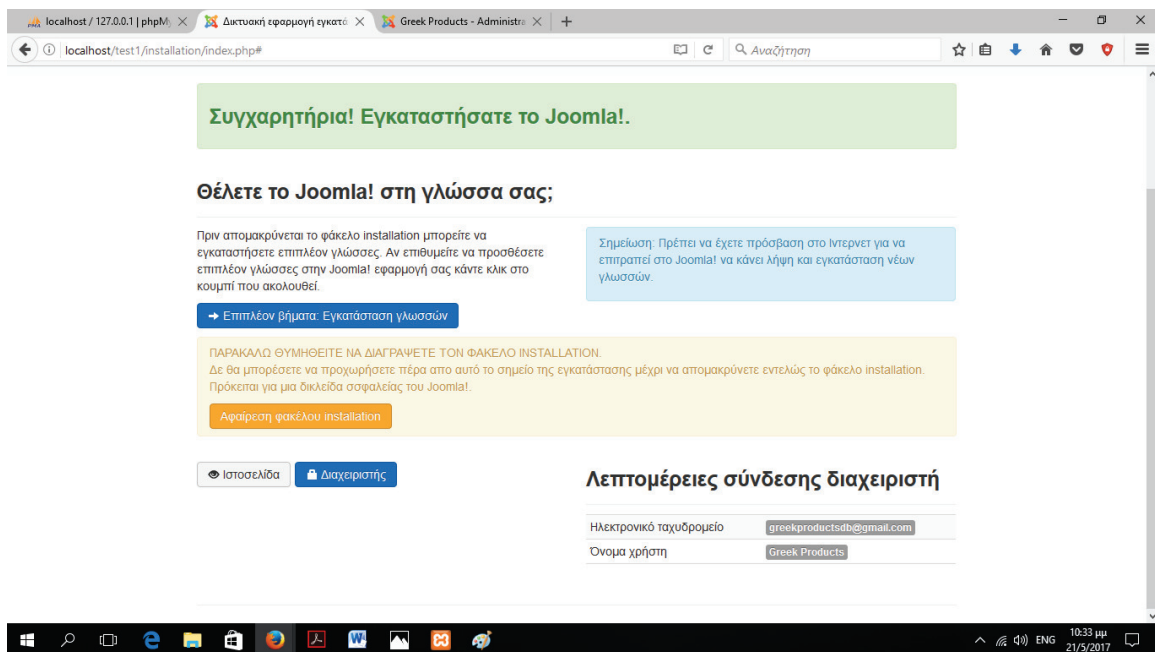 localhost / 127.0.0.1 | phpM
Δικτυακή εφαρμογή εγκατά
Greek Products - Administra
localhost/test1/installation/index.php#
Αναζήτηση
Συγχαρητήρια! Εγκαταστήσατε το Joomla!.
Θέλετε το Joomla! στη γλώσσα σας;
Πριν απομακρύνεται το φάκελο installation μπορείτε να
εγκαταστήσετε επιπλέον γλώσσες. Αν επιθυμείτε να προσθέσετε
επιπλέον γλώσσες στην Joomla! εφαρμογή σας κάντε κλικ στο
κουμπί που ακολουθεί.
Επιπλέον βήματα: Εγκατάσταση γλωσσών
Σημείωση: Πρέπει να έχετε πρόσβαση στο Ιντερνετ για να
επιτραπεί στο Joomla! να κάνει λήψη και εγκατάσταση νέων
γλωσσών.
ΠΑΡΑΚΑΛΩ ΘΥΜΗΘΕΙΤΕ ΝΑ ΔΙΑΓΡΑΨΕΤΕ ΤΟΝ ΦΑΚΕΛΟ INSTALLATION.
Δε θα μπορέσετε να προχωρήσετε πέρα απο αυτό το σημείο της εγκατάστασης μέχρι να απομακρύνετε εντελώς το φάκελο installation.
Πρόκειται για μια δικλείδα σσφαλείας του Joomla!.
Αφαίρεση φακέλου installation
Ιστοσελίδα
Διαχειριστής
Λεπτομέρειες σύνδεσης διαχειριστή
Ηλεκτρονικό ταχυδρομείο greekproductsdb@gmail.com
Όνομα χρήστη Greek Products
ENG
10:33 μμ
21/5/2017